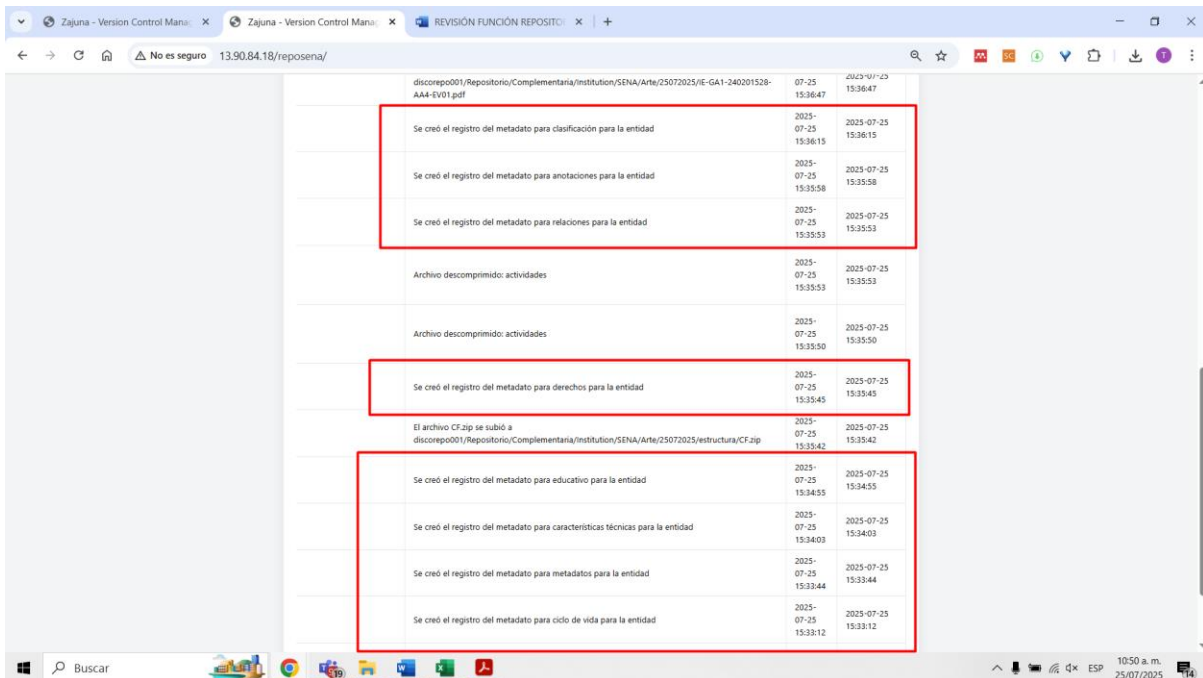 Zajuna - Version Control Mana
Zajuna - Version Control Mana
REVISIÓN FUNCIÓN REPOSITO
No es seguro
13.90.84.18/reposena/
discorepo001/Repositorio/Complementaria/Institution/SENA/Arte/25072025/IE-GA1-240201528-
AA4-EV01.pdf
07-25
15:36:47
2025-07-25
15:36:47
Se creó el registro del metadato para clasificación para la entidad
2025-
07-25
15:36:15
2025-07-25
15:36:15
Se creó el registro del metadato para anotaciones para la entidad
2025-
07-25
15:35:58
2025-07-25
15:35:58
Se creó el registro del metadato para relaciones para la entidad
2025-
07-25
15:35:53
2025-07-25
15:35:53
Archivo descomprimido: actividades
2025-
07-25
15:35:53
2025-07-25
15:35:53
Archivo descomprimido: actividades
2025-
07-25
15:35:50
2025-07-25
15:35:50
Se creó el registro del metadato para derechos para la entidad
2025-
07-25
15:35:45
2025-07-25
15:35:45
El archivo CF.zip se subió a
discorepo001/Repositorio/Complementaria/Institution/SENA/Arte/25072025/estructura/CF.zip
2025-
07-25
15:35:42
2025-07-25
15:35:42
Se creó el registro del metadato para educativo para la entidad
2025-
07-25
15:34:55
2025-07-25
15:34:55
Se creó el registro del metadato para características técnicas para la entidad
2025-
07-25
15:34:03
2025-07-25
15:34:03
Se creó el registro del metadato para metadatos para la entidad
2025-
07-25
15:33:44
2025-07-25
15:33:44
Se creó el registro del metadato para ciclo de vida para la entidad
2025-
07-25
15:33:12
2025-07-25
15:33:12
Buscar
ESP
10:50 a. m.
25/07/2025